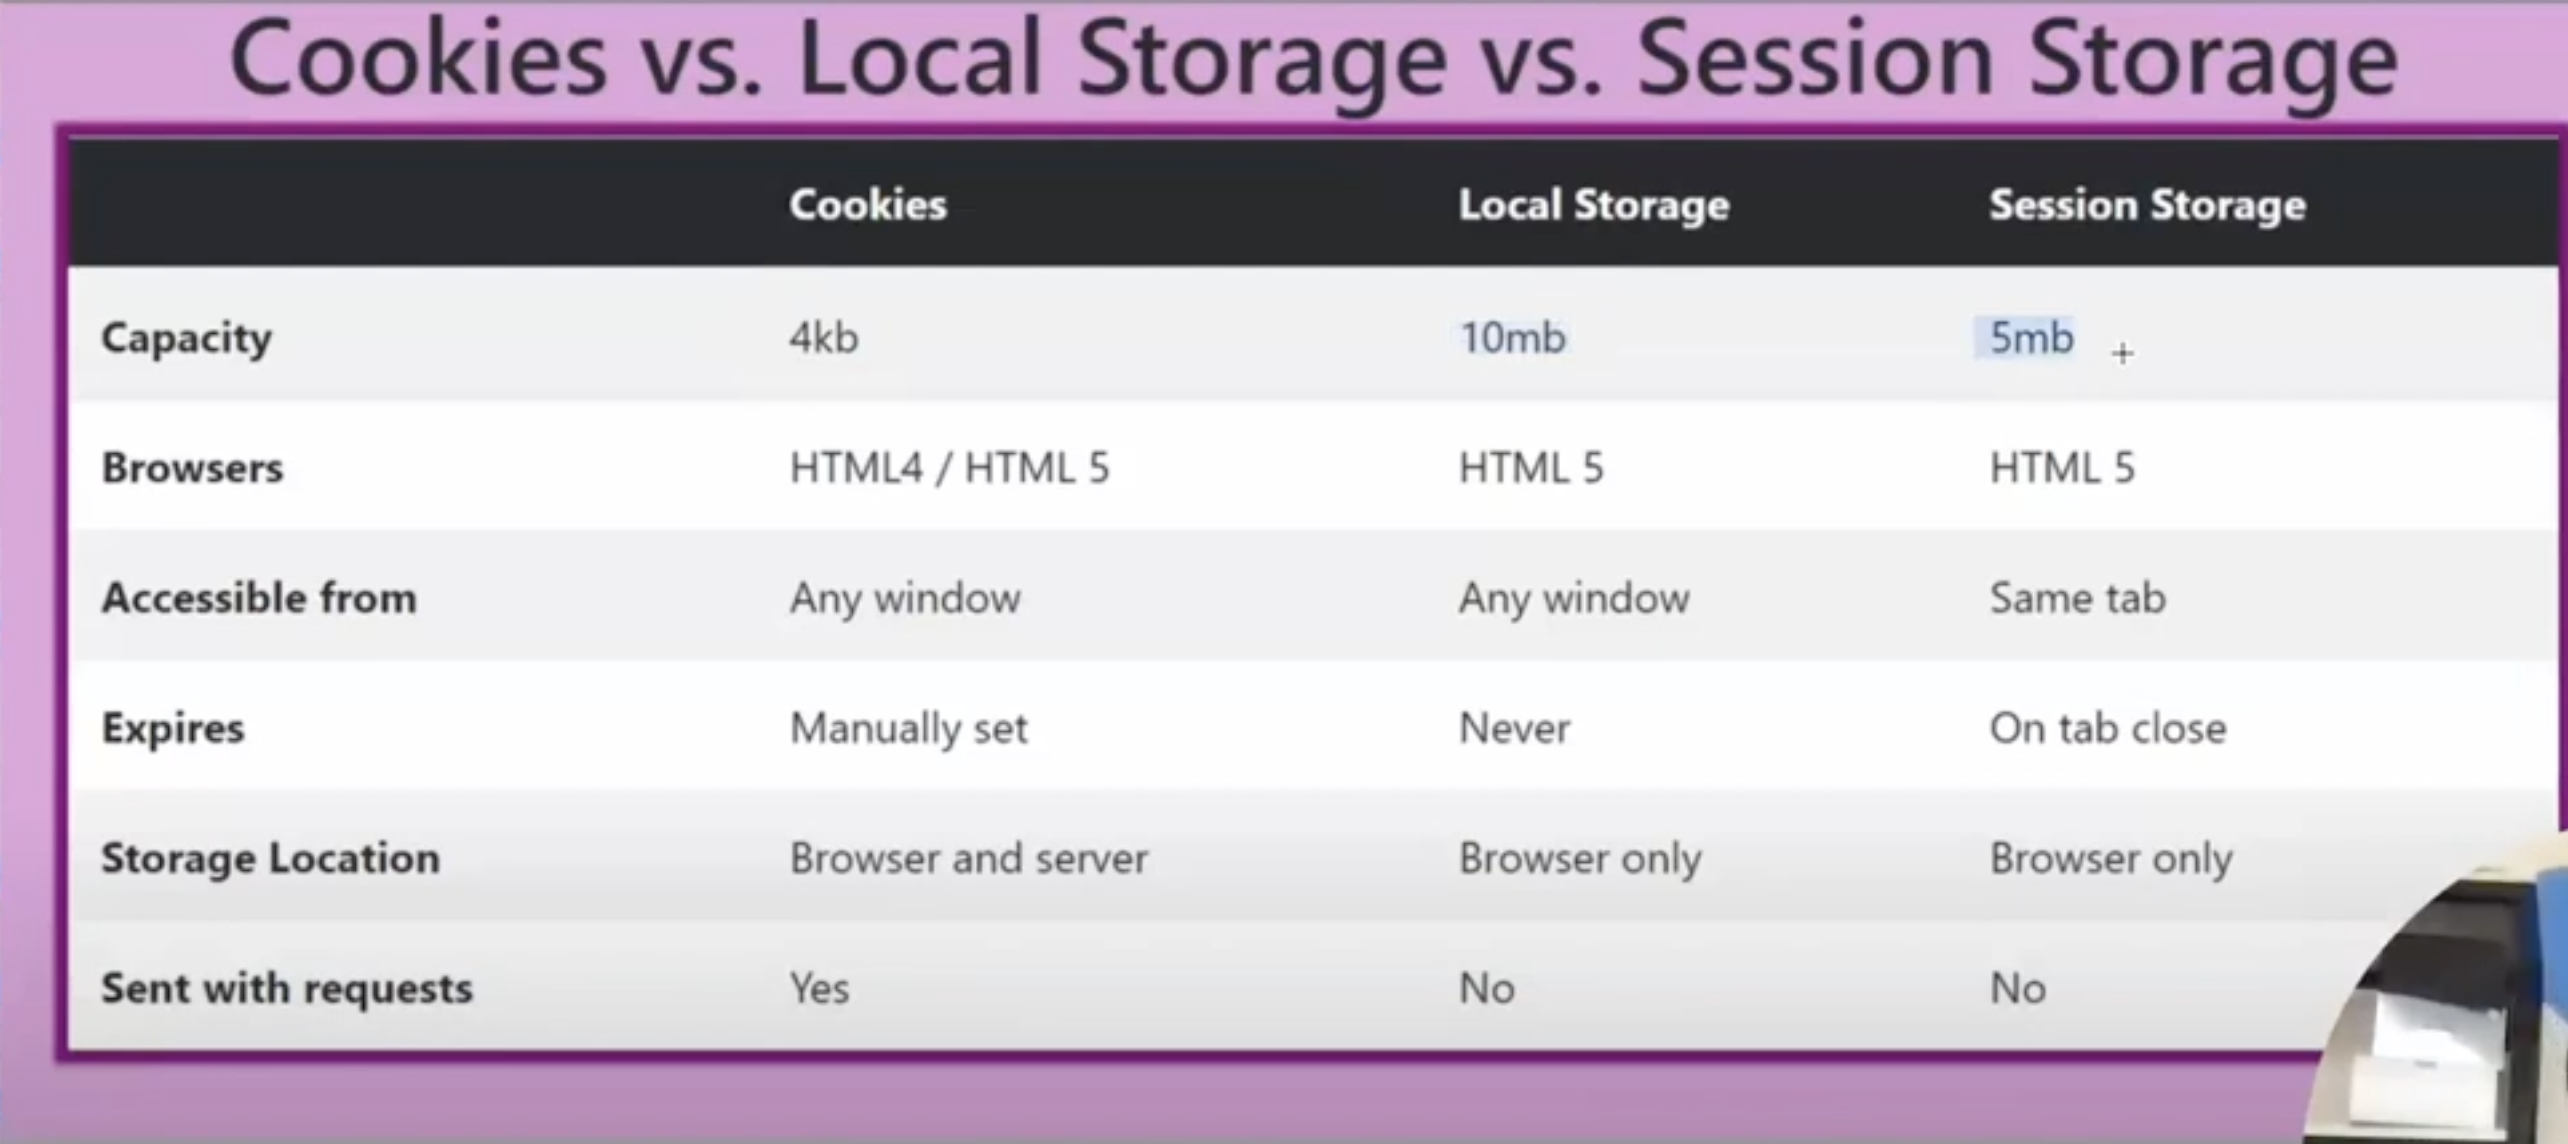 Cookies vs. Local Storage vs. Session Storage
Cookies Local Storage Session Storage
Capacity 4kb 10mb 5mb
Browsers HTML4 / HTML 5 HTML 5 HTML 5
Accessible from Any window Any window Same tab
Expires Manually set Never On tab close
Storage Location Browser and server Browser only Browser only
Sent with requests Yes No No